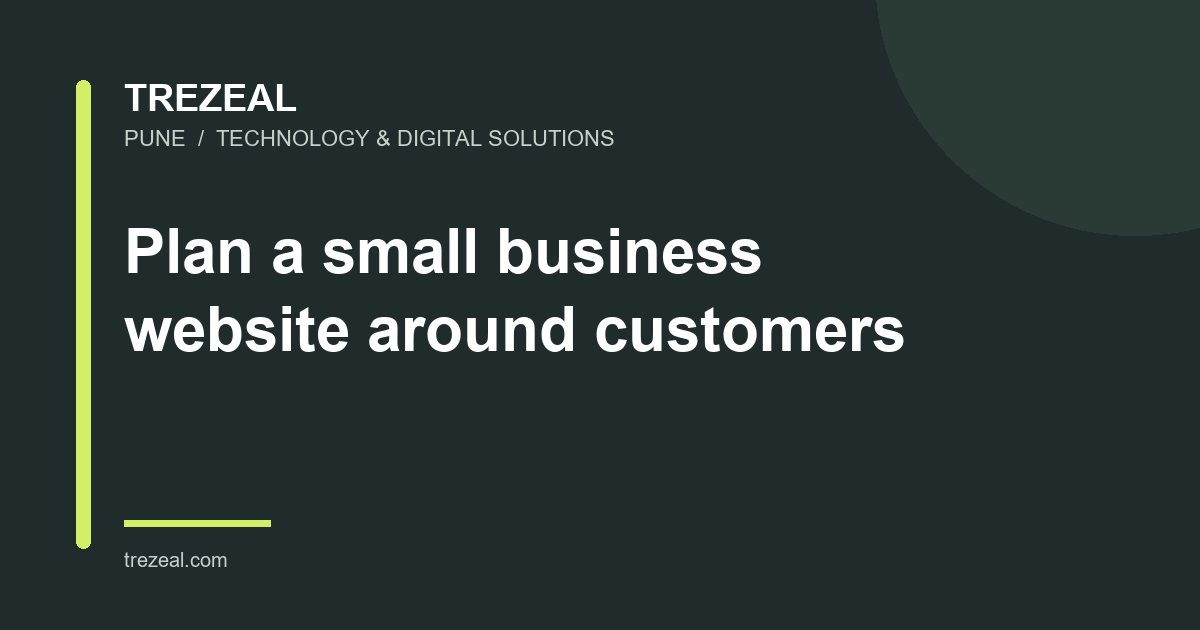 TREZEAL
PUNE / TECHNOLOGY & DIGITAL SOLUTIONS
Plan a small business
website around customers
trezeal.com